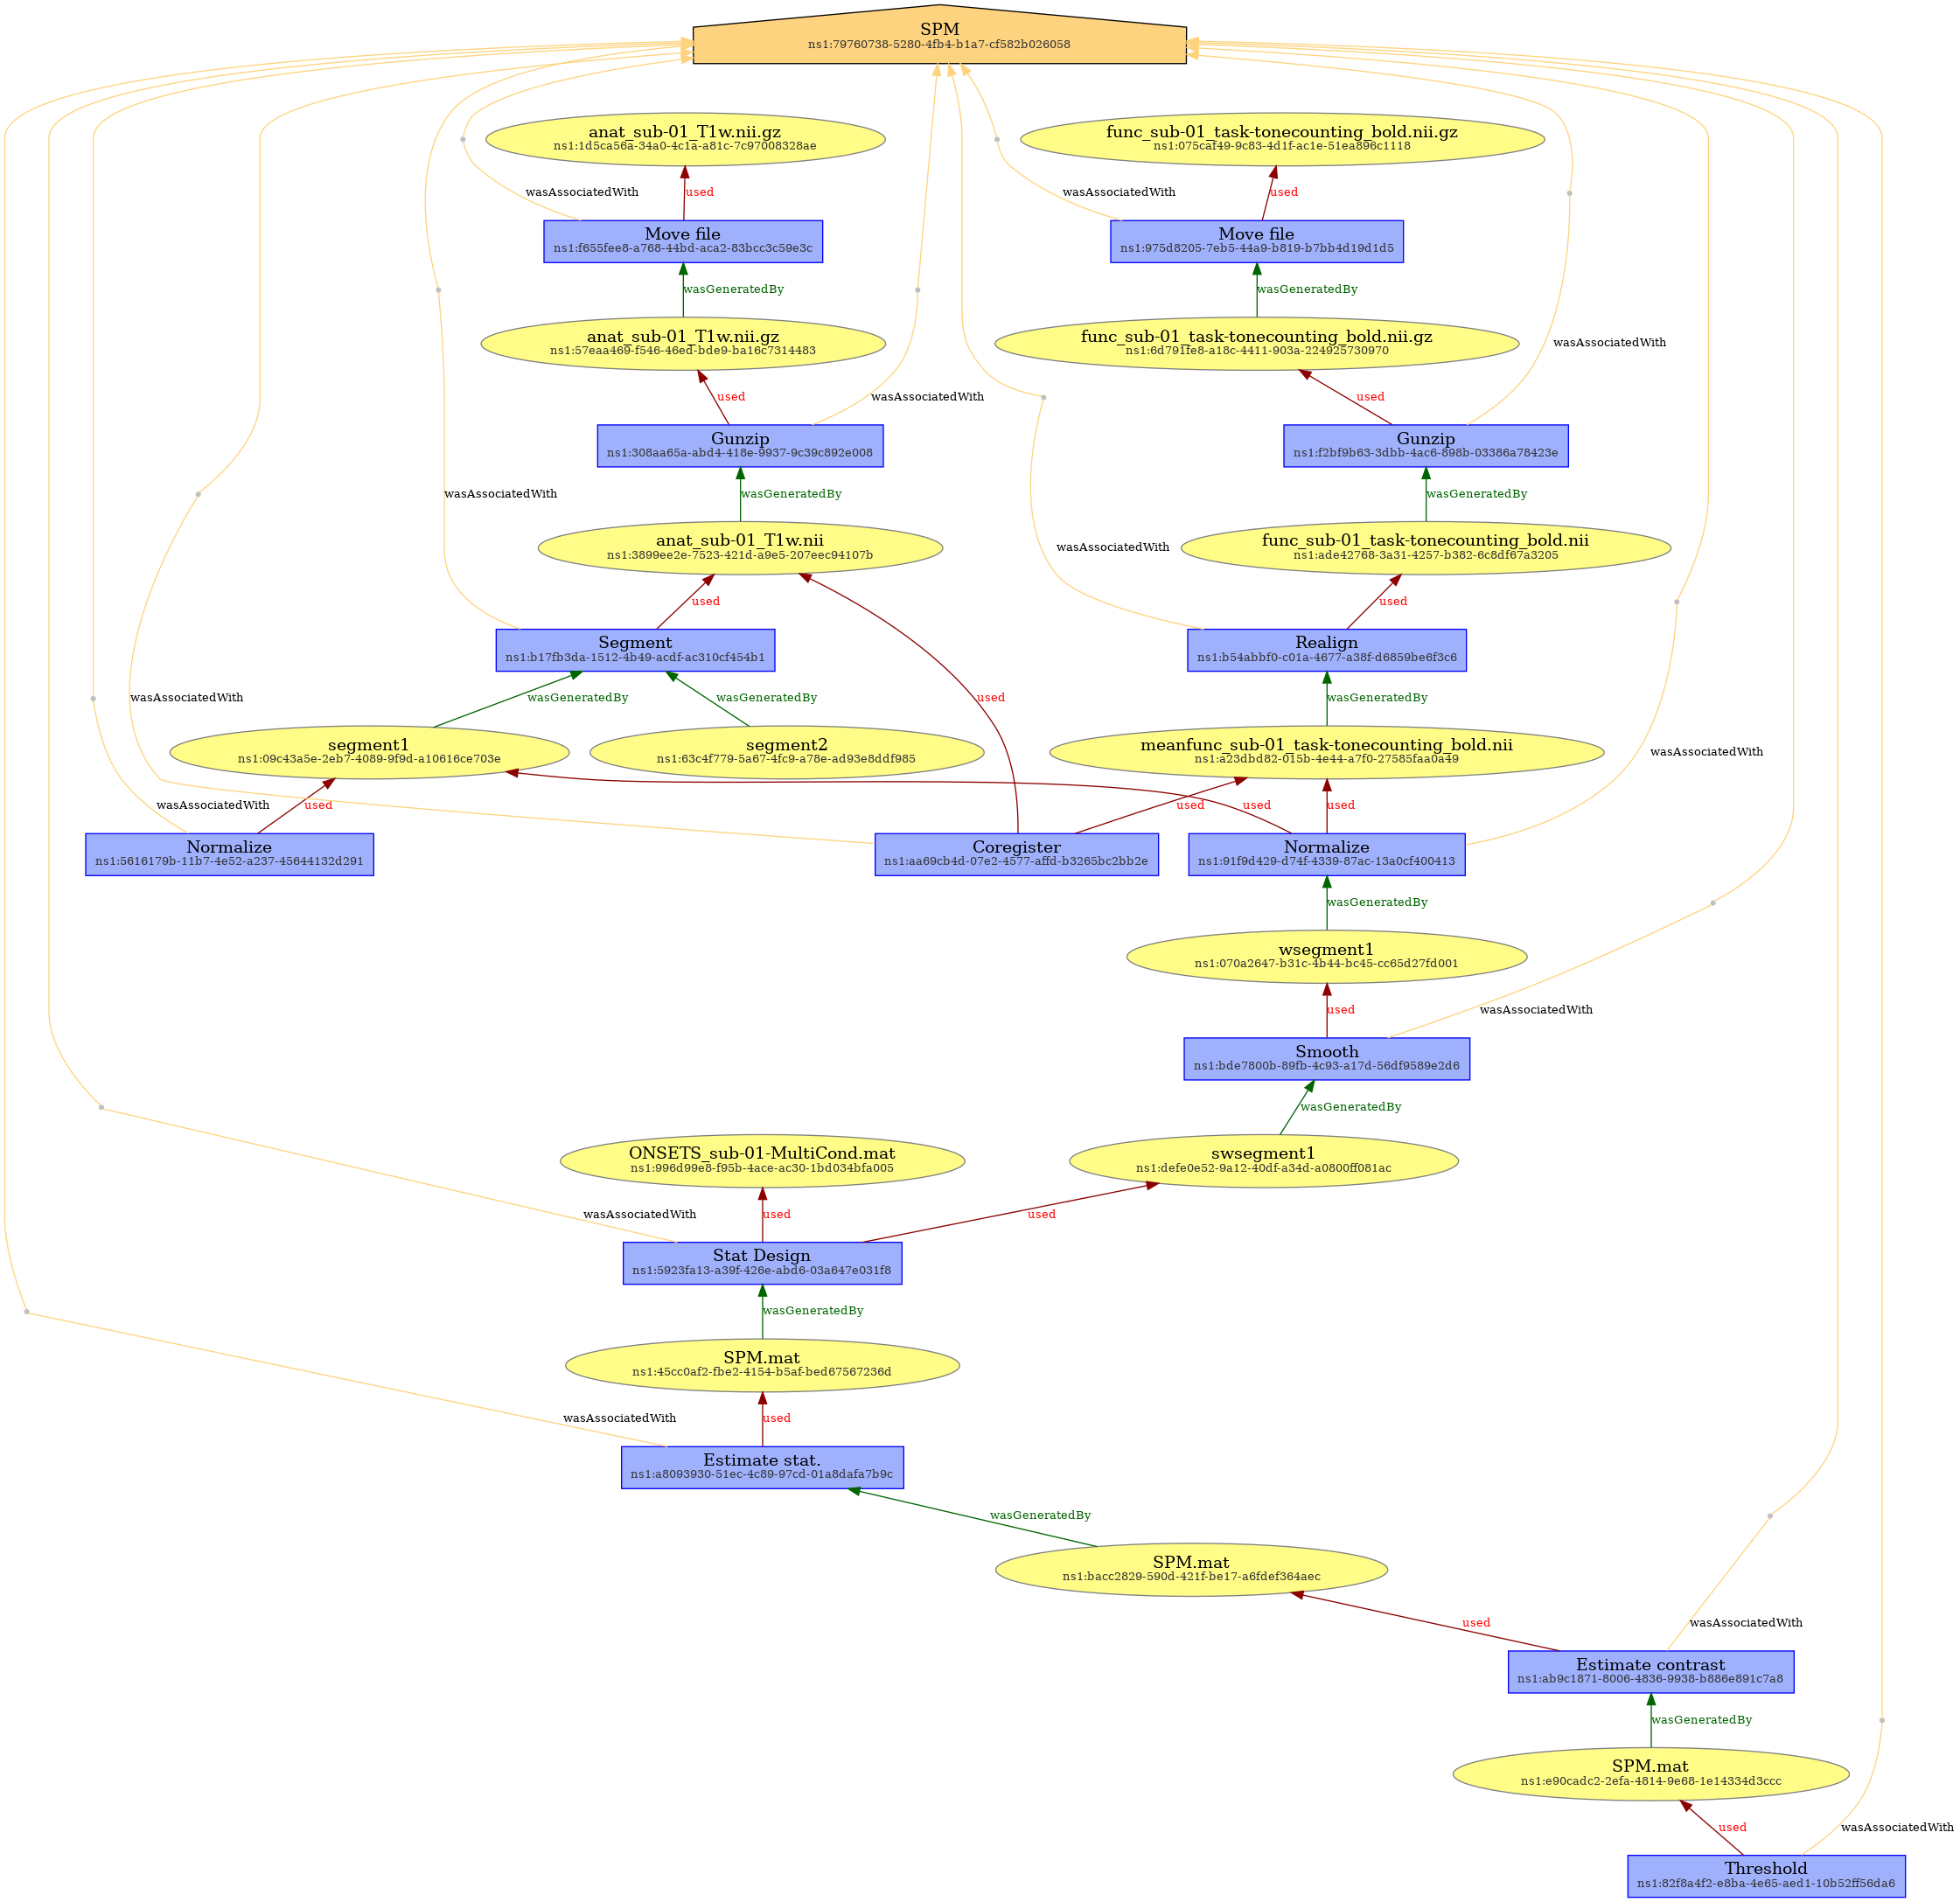 SPM
ns1:79760738-5280-4fb4-b1a7-cf582b026058
anat_sub-01_T1w.nii.gz
ns1:1d5ca56a-34a0-4c1a-a81c-7c97008328ae
func_sub-01_task-tonecounting_bold.nii.gz
ns1:075caf49-9c83-4d1f-ac1e-51ea896c1118
wasAssociatedWith
used
wasAssociatedWith
used
Move file
ns1:f655fee8-a768-44bd-aca2-83bcc3c59e3c
Move file
ns1:975d8205-7eb5-44a9-b819-b7bb4d19d1d5
wasGeneratedBy
wasGeneratedBy
anat_sub-01_T1w.nii.gz
ns1:57eaa469-f546-46ed-bde9-ba16c7314483
func_sub-01_task-tonecounting_bold.nii.gz
ns1:6d791fe8-a18c-4411-903a-224925730970
wasAssociatedWith
used
wasAssociatedWith
used
Gunzip
ns1:308aa65a-abd4-418e-9937-9c39c892e008
Gunzip
ns1:f2bf9b63-3dbb-4ac6-898b-03386a78423e
wasAssociatedWith
wasGeneratedBy
wasGeneratedBy
anat_sub-01_T1w.nii
ns1:3899ee2e-7523-421d-a9e5-207eec94107b
func_sub-01_task-tonecounting_bold.nii
ns1:ade42768-3a31-4257-b382-6c8df67a3205
wasAssociatedWith
used
used
Segment
ns1:b17fb3da-1512-4b49-acdf-ac310cf454b1
Realign
ns1:b54abbf0-c01a-4677-a38f-d6859be6f3c6
wasAssociatedWith
wasGeneratedBy
wasGeneratedBy
used
wasGeneratedBy
segment1
ns1:09c43a5e-2eb7-4089-9f9d-a10616ce703e
segment2
ns1:63c4f779-5a67-4fc9-a78e-ad93e8ddf985
meanfunc_sub-01_task-tonecounting_bold.nii
ns1:a23dbd82-015b-4e44-a7f0-27585faa0a49
wasAssociatedWith
wasAssociatedWith
used
used
used
used
Normalize
ns1:5616179b-11b7-4e52-a237-45644132d291
Coregister
ns1:aa69cb4d-07e2-4577-affd-b3265bc2bb2e
Normalize
ns1:91f9d429-d74f-4339-87ac-13a0cf400413
wasGeneratedBy
wsegment1
ns1:070a2647-b31c-4b44-bc45-cc65d27fd001
used
wasAssociatedWith
Smooth
ns1:bde7800b-89fb-4c93-a17d-56df9589e2d6
wasGeneratedBy
ONSETS_sub-01-MultiCond.mat
ns1:996d99e8-f95b-4ace-ac30-1bd034bfa005
swsegment1
ns1:defe0e52-9a12-40df-a34d-a0800ff081ac
wasAssociatedWith
used
used
Stat Design
ns1:5923fa13-a39f-426e-abd6-03a647e031f8
wasGeneratedBy
SPM.mat
ns1:45cc0af2-fbe2-4154-b5af-bed67567236d
wasAssociatedWith
used
Estimate stat.
ns1:a8093930-51ec-4c89-97cd-01a8dafa7b9c
wasGeneratedBy
SPM.mat
ns1:bacc2829-590d-421f-be17-a6fdef364aec
used
wasAssociatedWith
Estimate contrast
ns1:ab9c1871-8006-4836-9938-b886e891c7a8
wasGeneratedBy
SPM.mat
ns1:e90cadc2-2efa-4814-9e68-1e14334d3ccc
used
wasAssociatedWith
Threshold
ns1:82f8a4f2-e8ba-4e65-aed1-10b52ff56da6